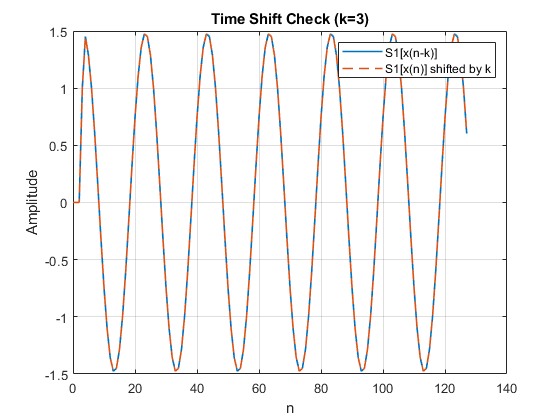 Time Shift Check (k=3)
S1[x(n-k)]
S1[x(n)] shifted by k
1.5
1
0.5
0
-0.5
-1
-1.5
Amplitude
0 20 40 60 80 100 120 140
n